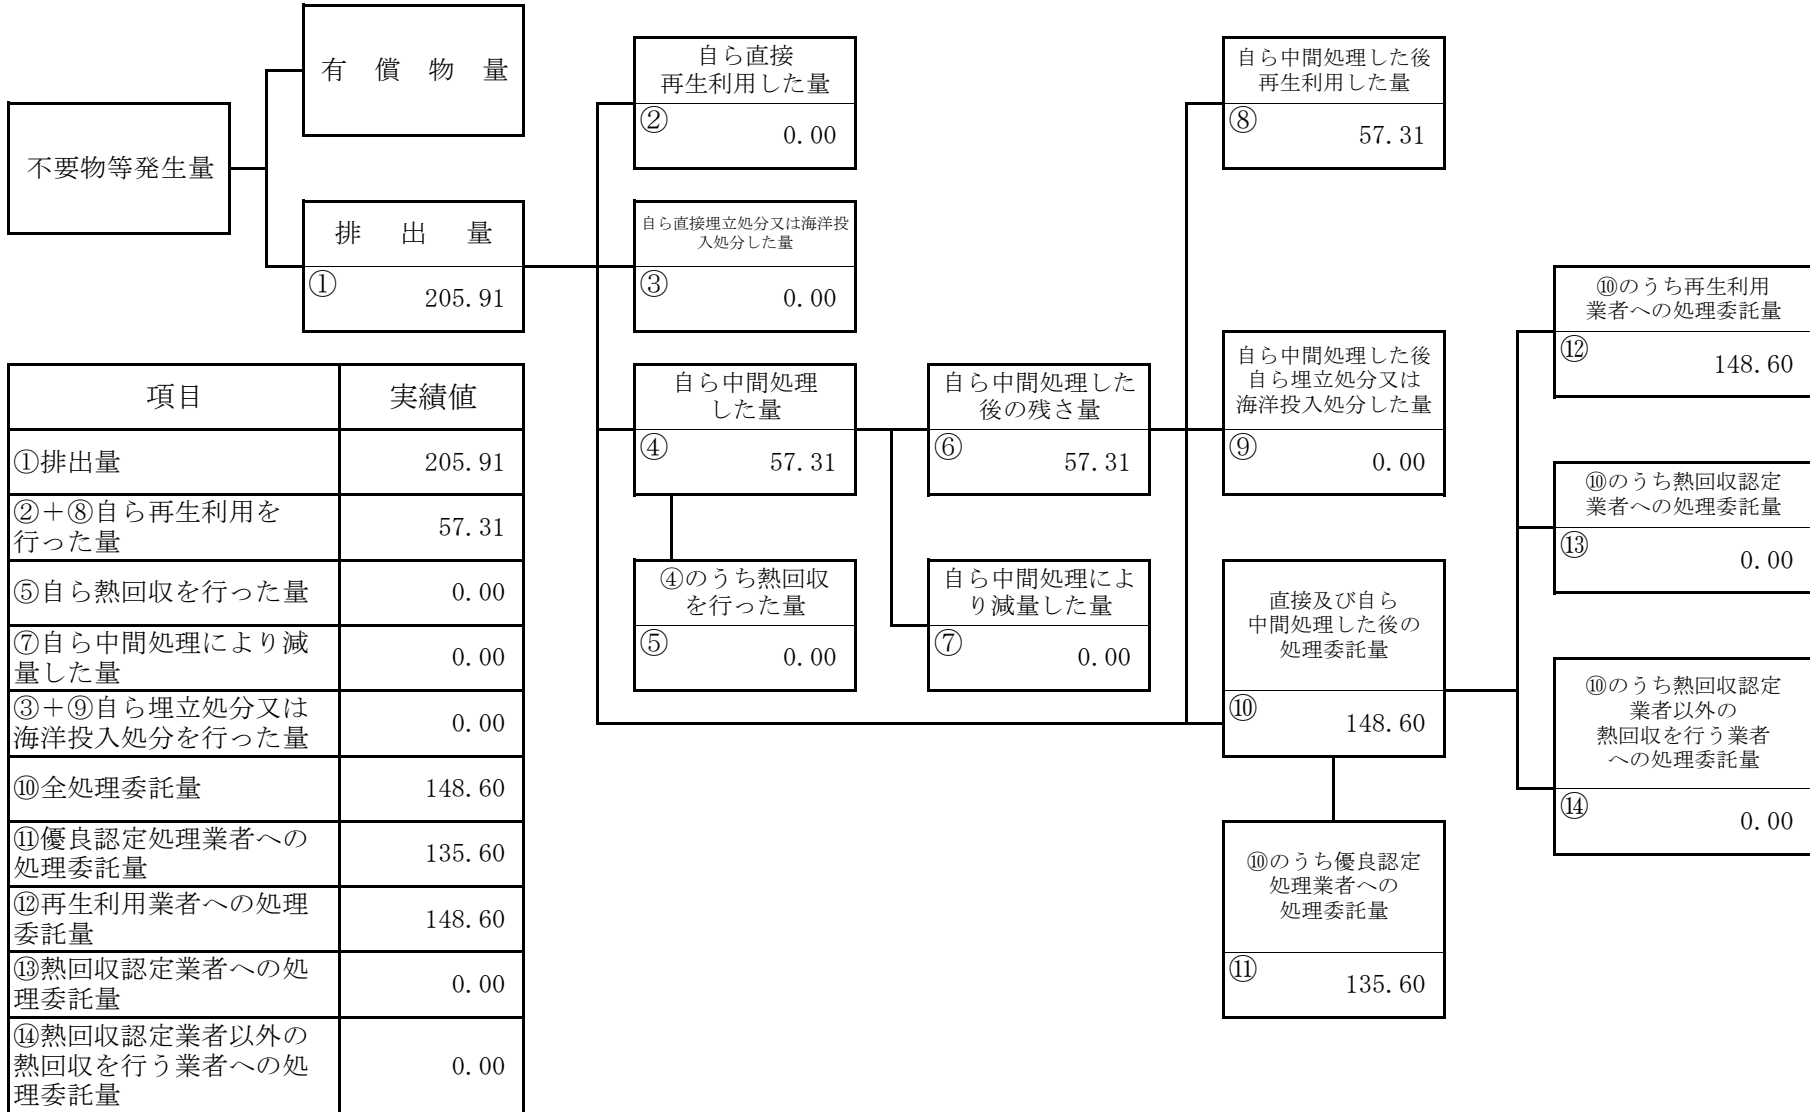 有償物量
不要物等発生量
排出量
①
205.91
自ら直接
再生利用した量
②
0.00
自ら直接埋立処分又は海洋投
入処分した量
③
0.00
自ら中間処理
した量
④
57.31
④のうち熱回収
を行った量
⑤
0.00
自ら中間処理した
後の残さ量
⑥
57.31
自ら中間処理によ
り減量した量
⑦
0.00
自ら中間処理した後
再生利用した量
⑧
57.31
自ら中間処理した後
自ら埋立処分又は
海洋投入処分した量
⑨
0.00
直接及び自ら
中間処理した後の
処理委託量
⑩
148.60
⑩のうち優良認定
処理業者への
処理委託量
⑪
135.60
⑩のうち再生利用
業者への処理委託量
⑫
148.60
⑩のうち熱回収認定
業者への処理委託量
⑬
0.00
⑩のうち熱回収認定
業者以外の
熱回収を行う業者
への処理委託量
⑭
0.00
項目 実績値
①排出量 205.91
②+⑧自ら再生利用を
行った量 57.31
⑤自ら熱回収を行った量 0.00
⑦自ら中間処理により減
量した量 0.00
③+⑨自ら埋立処分又は
海洋投入処分を行った量 0.00
⑩全処理委託量 148.60
⑪優良認定処理業者への
処理委託量 135.60
⑫再生利用業者への処理
委託量 148.60
⑬熱回収認定業者への処
理委託量 0.00
⑭熱回収認定業者以外の
熱回収を行う業者への処
理委託量 0.00